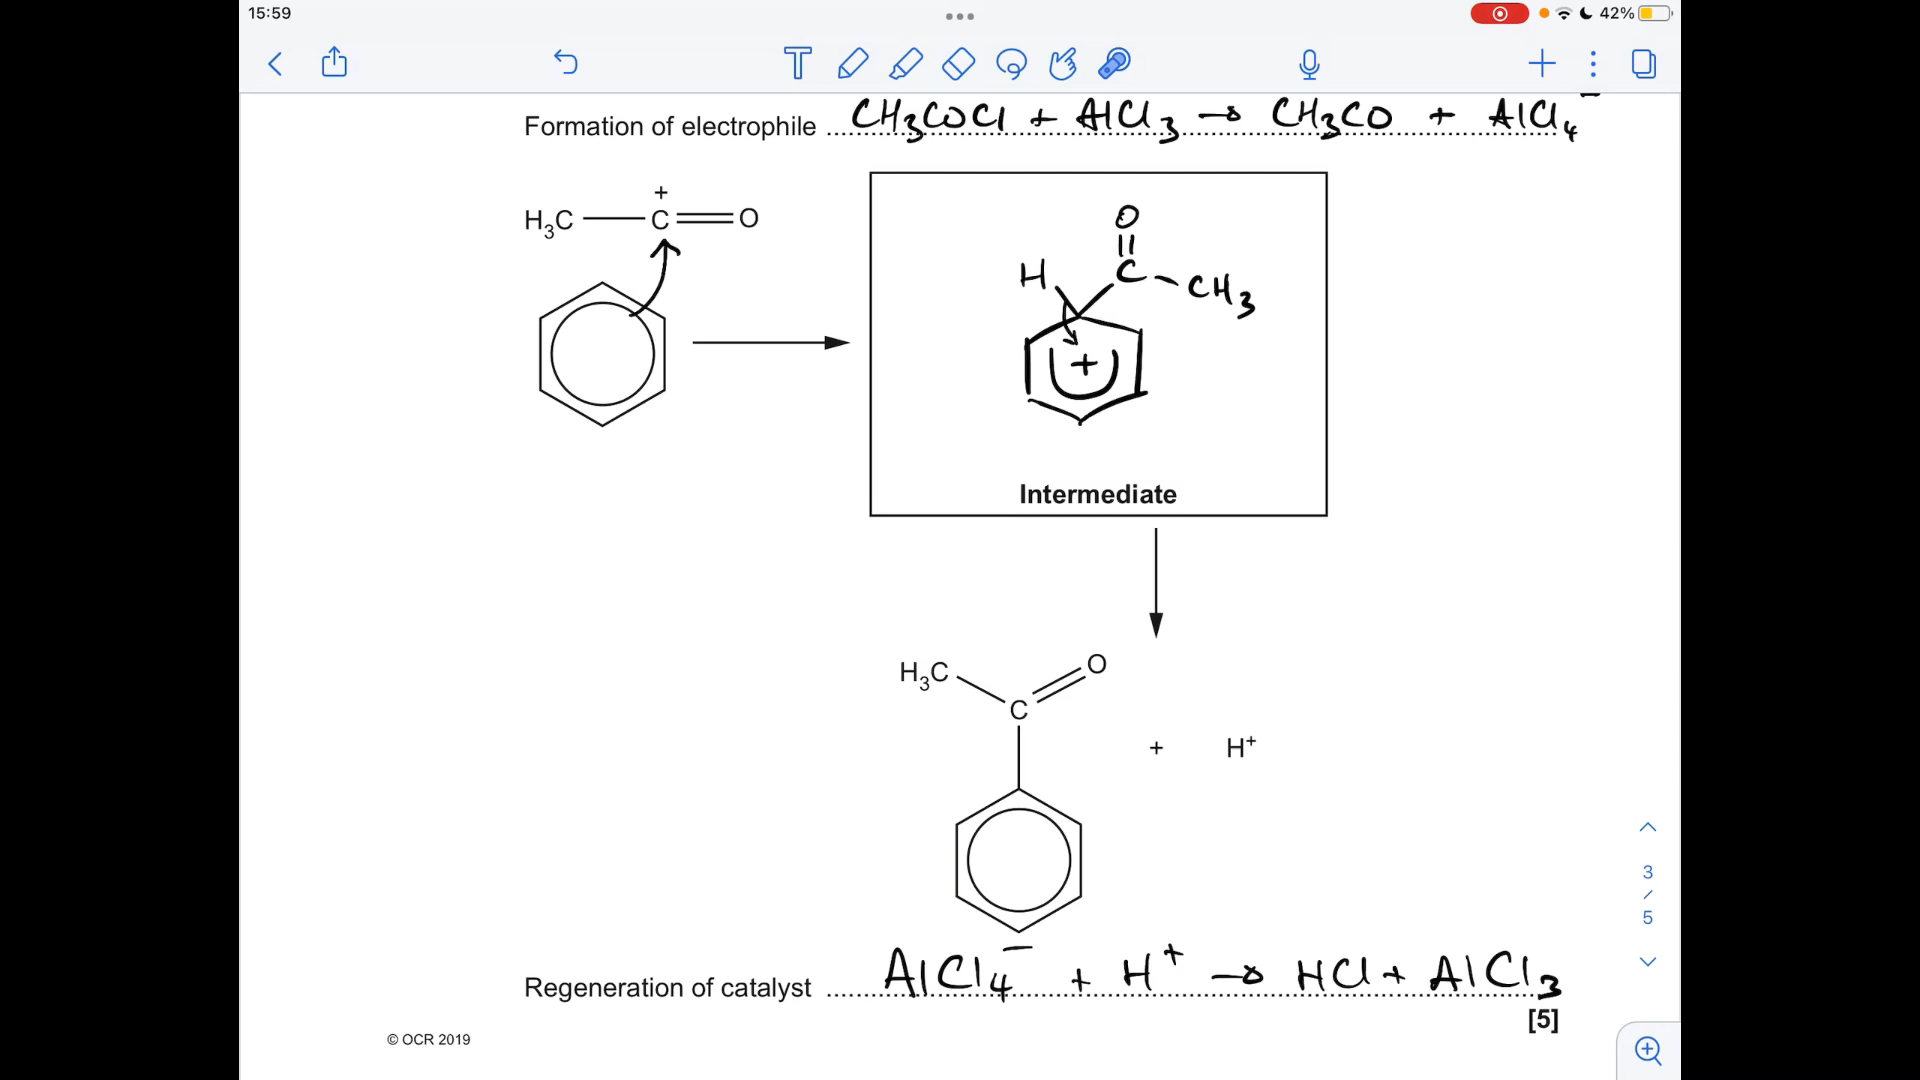 15:59
42%
Formation of electrophile CH₃COCl + AlCl₃ → CH₃CO + AlCl₄⁻
+
H₃C C O
O
H C CH₃
+
Intermediate
H₃C O
C
+ H⁺
3
/
5
Regeneration of catalyst AlCl₄⁻ + H⁺ → HCl + AlCl₃
[5]
© OCR 2019